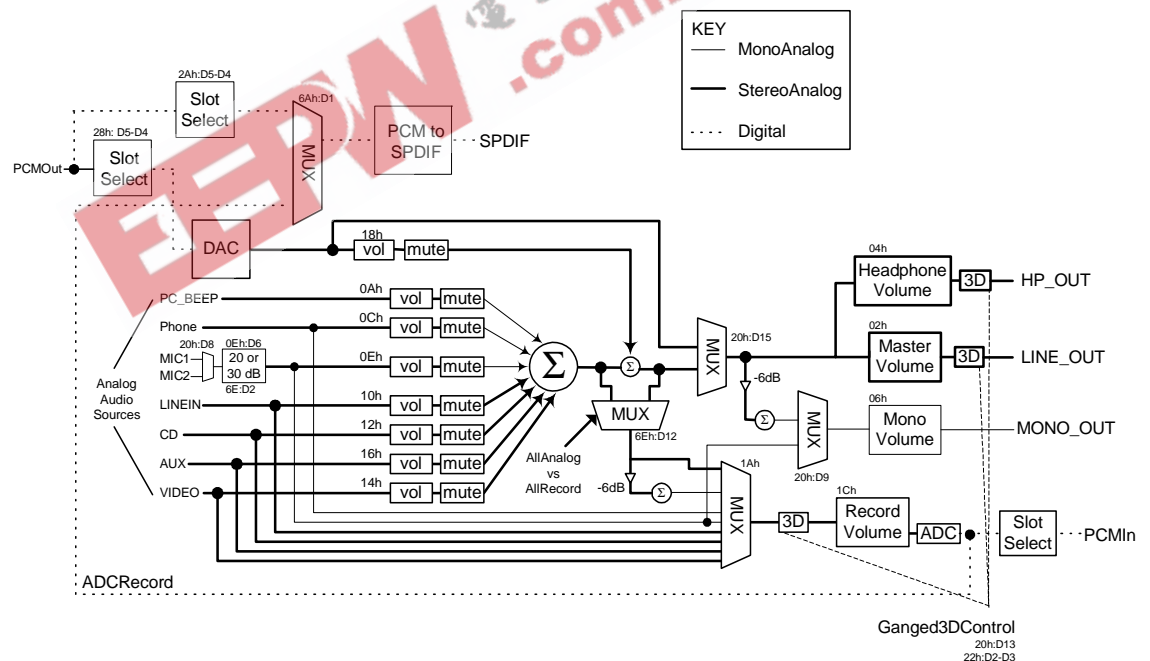 KEY
MonoAnalog
StereoAnalog
Digital
EEPW
.com
2Ah:D5-D4
Slot
Select
28h: D5-D4
Slot
Select
PCMOut
6Ah:D1
MUX
PCM to
SPDIF
SPDIF
DAC
18h
vol
mute
PC_BEEP
0Ah
vol
mute
Phone
0Ch
vol
mute
20h:D8
0Eh:D6
MIC1
MIC2
20 or
30 dB
6E:D2
0Eh
vol
mute
Analog
Audio
Sources
LINEIN
10h
vol
mute
CD
12h
vol
mute
AUX
16h
vol
mute
VIDEO
14h
vol
mute
Σ
Σ
MUX
6Eh:D12
AllAnalog
vs
AllRecord
-6dB
Σ
MUX
20h:D15
-6dB
Σ
MUX
20h:D9
04h
Headphone
Volume
3D
HP_OUT
02h
Master
Volume
3D
LINE_OUT
06h
Mono
Volume
MONO_OUT
1Ah
MUX
3D
1Ch
Record
Volume
ADC
Slot
Select
PCMIn
ADCRecord
Ganged3DControl
20h:D13
22h:D2-D3